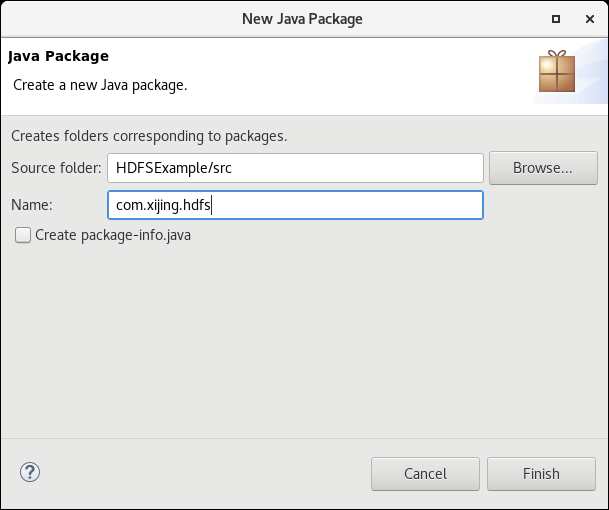 New Java Package
Java Package
Create a new Java package.
Creates folders corresponding to packages.
Source folder: HDFSExample/src Browse...
Name: com.xijing.hdfs
Create package-info.java
? Cancel Finish